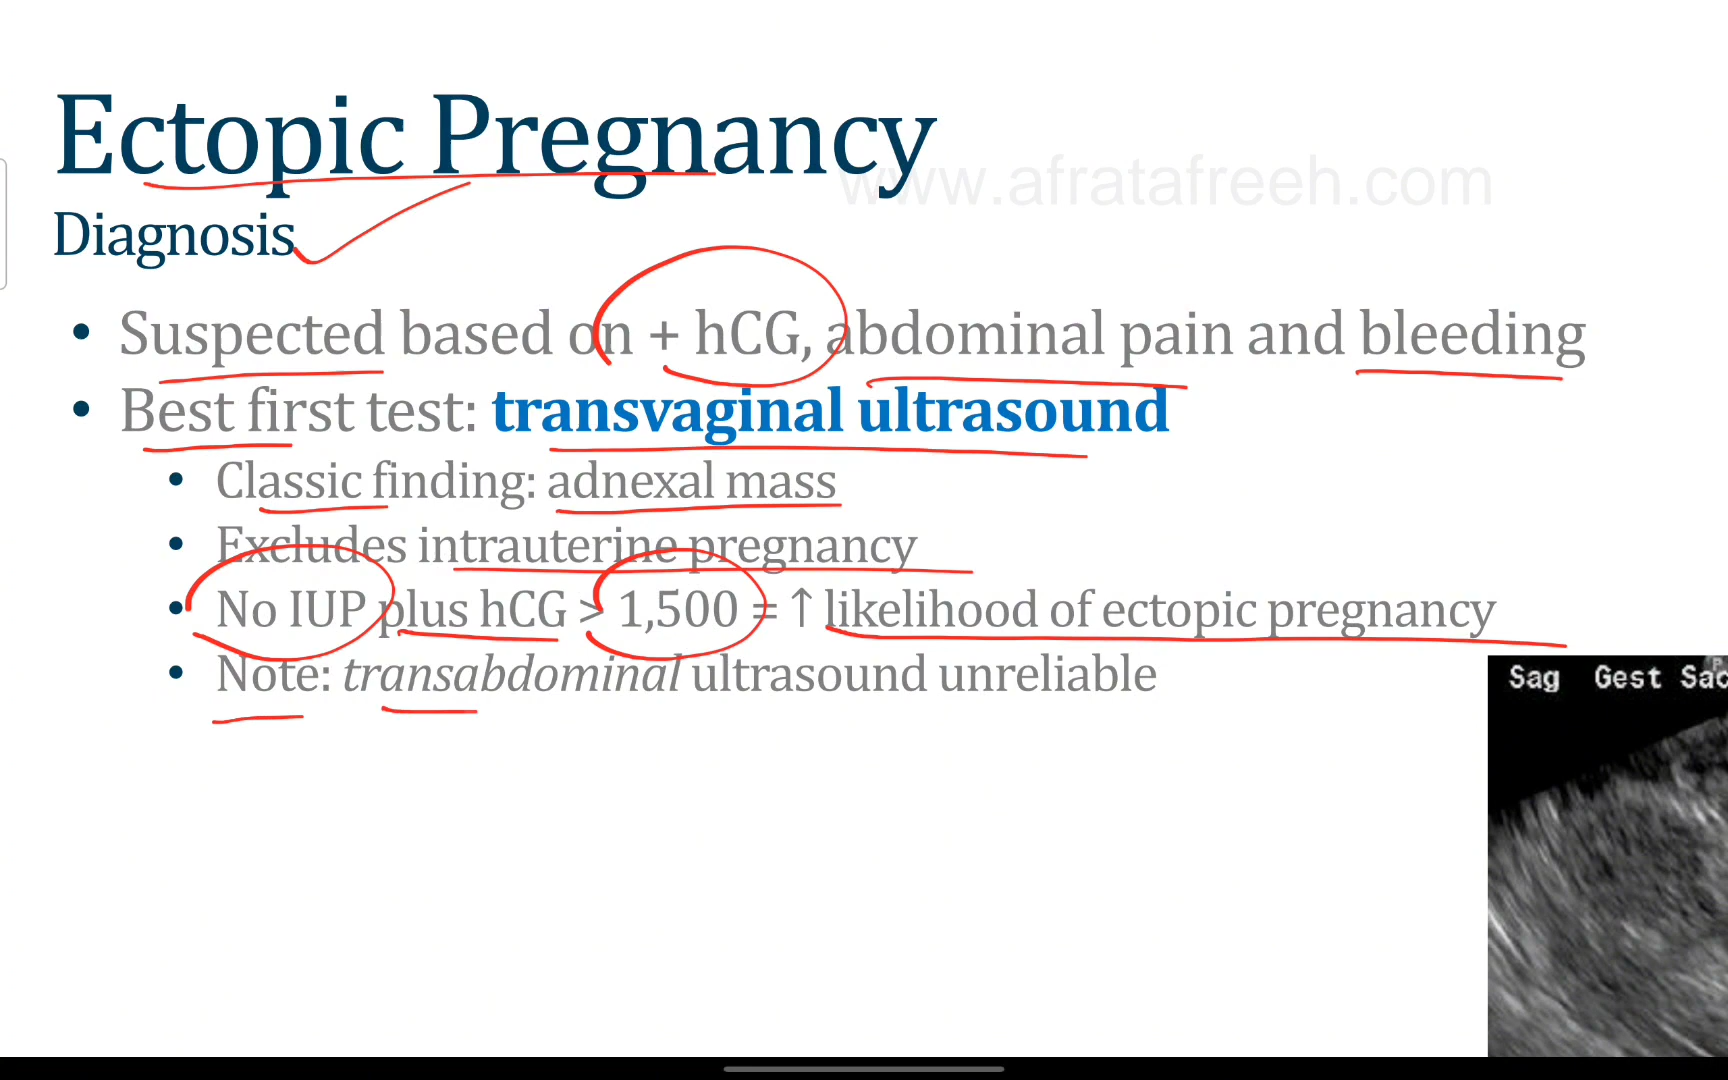 Ectopic Pregnancy
www.afratafreeh.com
Diagnosis
• Suspected based on + hCG, abdominal pain and bleeding
• Best first test: transvaginal ultrasound
• Classic finding: adnexal mass
• Excludes intrauterine pregnancy
• No IUP plus hCG > 1,500 = ↑ likelihood of ectopic pregnancy
• Note: transabdominal ultrasound unreliable
Sag Gest Sac